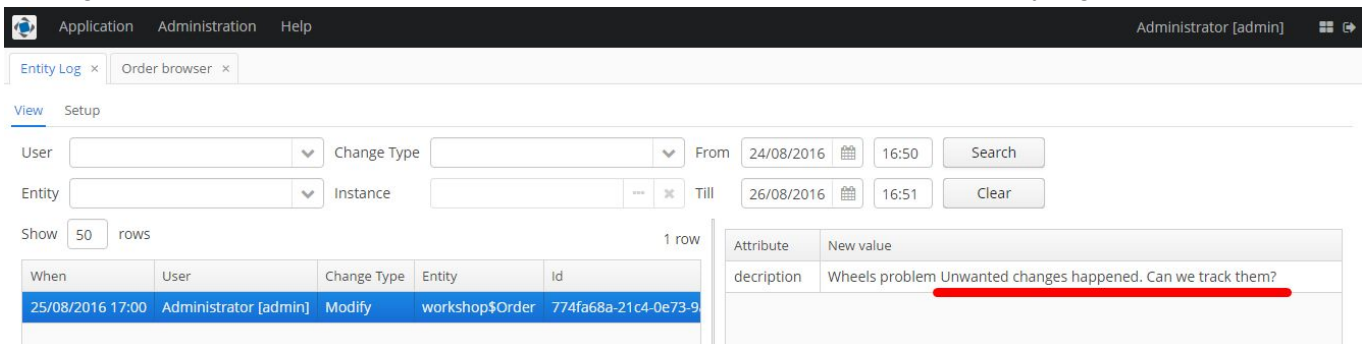 Application Administration Help Administrator [admin]
Entity Log × Order browser ×
View Setup
User Change Type From 24/08/2016 16:50 Search
Entity Instance Till 26/08/2016 16:51 Clear
Show 50 rows 1 row
Attribute New value
When User Change Type Entity Id
decription Wheels problem Unwanted changes happened. Can we track them?
25/08/2016 17:00 Administrator [admin] Modify workshop$Order 774fa68a-21c4-0e73-9